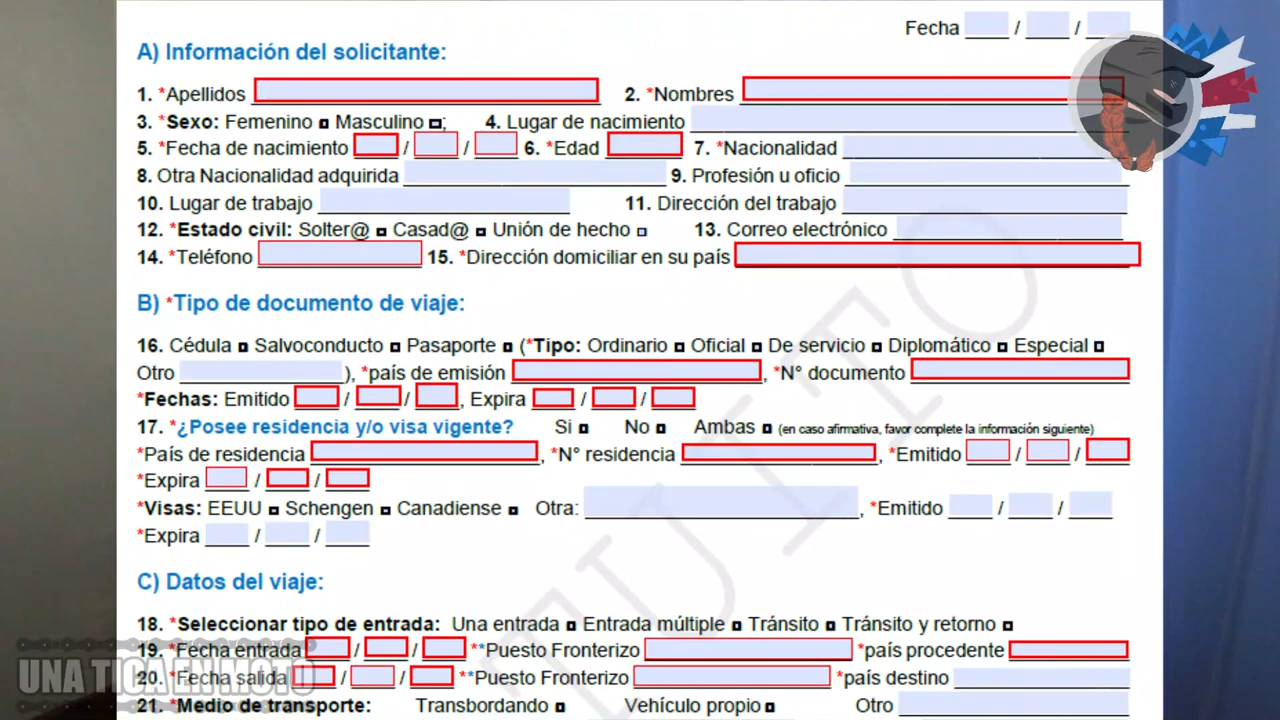 Fecha / /
A) Información del solicitante:
1. *Apellidos 2. *Nombres
3. *Sexo: Femenino Masculino ; 4. Lugar de nacimiento
5. *Fecha de nacimiento / / 6. *Edad 7. *Nacionalidad
8. Otra Nacionalidad adquirida 9. Profesión u oficio
10. Lugar de trabajo 11. Dirección del trabajo
12. *Estado civil: Solter@ Casad@ Unión de hecho 13. Correo electrónico
14. *Teléfono 15. *Dirección domiciliar en su país
B) *Tipo de documento de viaje:
16. Cédula Salvoconducto Pasaporte (*Tipo: Ordinario Oficial De servicio Diplomático Especial
Otro ), *país de emisión , *N° documento
*Fechas: Emitido / / , Expira / /
17. *¿Posee residencia y/o visa vigente? Si No Ambas (en caso afirmativa, favor complete la información siguiente)
*País de residencia , *N° residencia , *Emitido / /
*Expira / /
*Visas: EEUU Schengen Canadiense Otra: , *Emitido / /
*Expira / /
C) Datos del viaje:
18. *Seleccionar tipo de entrada: Una entrada Entrada múltiple Tránsito Tránsito y retorno
19. *Fecha entrada / / **Puesto Fronterizo *país procedente
20. *Fecha salida / / **Puesto Fronterizo *país destino
21. *Medio de transporte: Transbordando Vehículo propio Otro
UNA TICA EN MOTO
TUITO